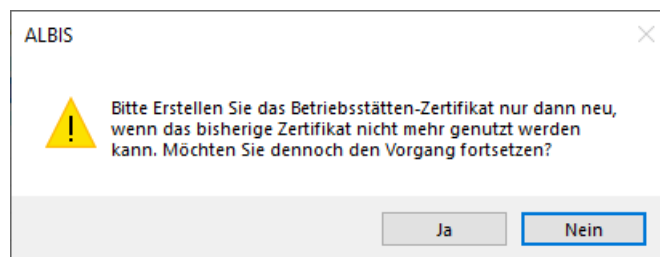 ALBIS
Bitte Erstellen Sie das Betriebsstätten-Zertifikat nur dann neu,
wenn das bisherige Zertifikat nicht mehr genutzt werden
kann. Möchten Sie dennoch den Vorgang fortsetzen?
Ja
Nein